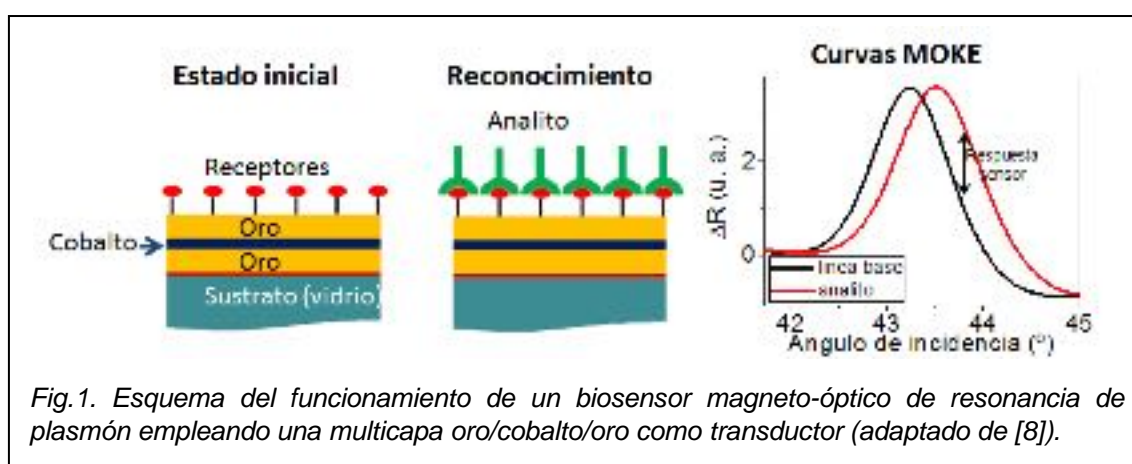 Estado inicial
Reconocimiento
Curvas MOKE
Analito
Receptores
Oro
Cobalto
Oro
Sustrato (vidrio)
ΔR (u. a.)
2
0
Respuesta
sensor
linea base
analito
42 43 44 45
Angulo de incidencia (º)
Fig.1. Esquema del funcionamiento de un biosensor magneto-óptico de resonancia de
plasmón empleando una multicapa oro/cobalto/oro como transductor (adaptado de [8]).